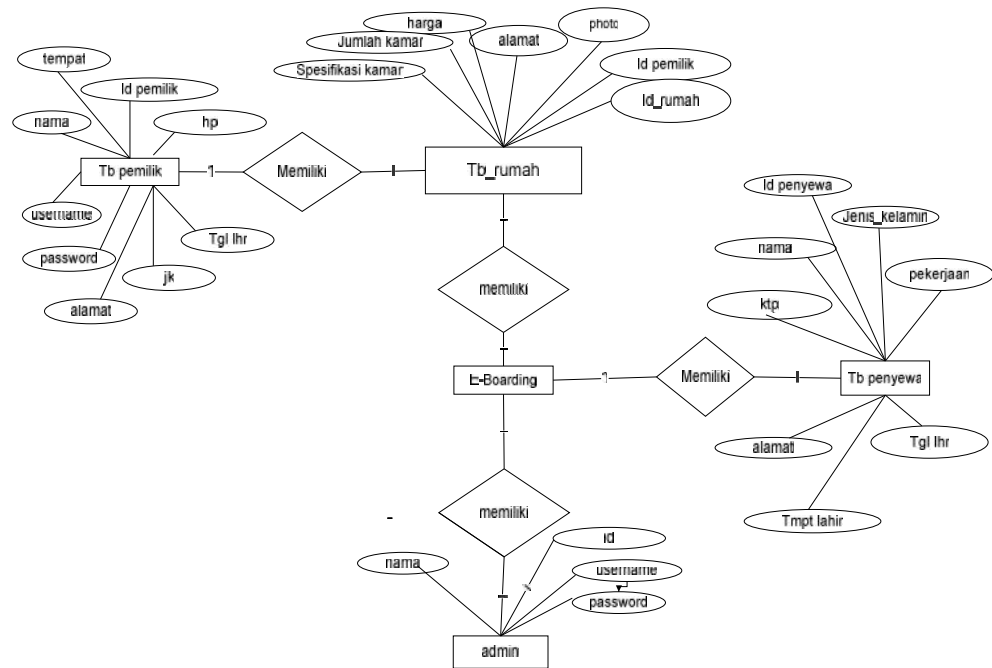 harga
photo
Jumlah kamar
alamat
Spesifikasi kamar
Id pemilik
Id_rumah
tempat
Id pemilik
nama
hp
Tb pemilik
1
Memiliki
Tb_rumah
username
password
Tgl lhr
jk
alamat
memiliki
Id penyewa
Jenis_kelamin
nama
pekerjaan
ktp
E-Boarding
1
Memiliki
Tb penyewa
alamat
Tgl lhr
Tmpt lahir
memiliki
id
nama
username
password
admin